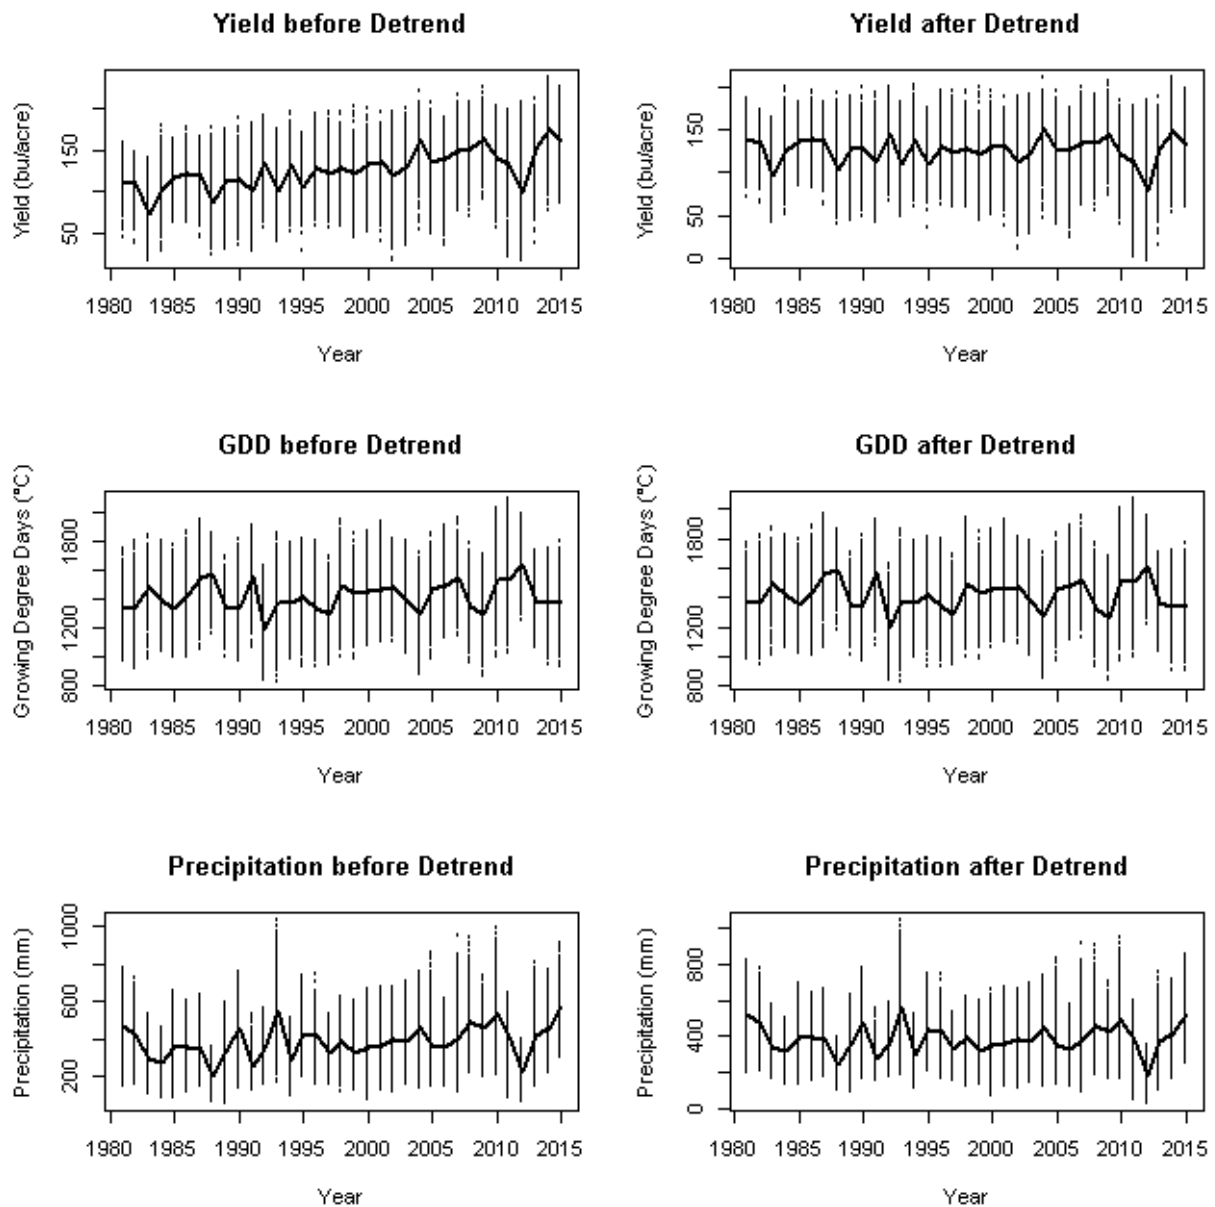 Yield before Detrend
Yield (bu/acre)
150
50
1980 1985 1990 1995 2000 2005 2010 2015
Year
Yield after Detrend
Yield (bu/acre)
150
50
0
1980 1985 1990 1995 2000 2005 2010 2015
Year
GDD before Detrend
Growing Degree Days (°C)
1800
1200
800
1980 1985 1990 1995 2000 2005 2010 2015
Year
GDD after Detrend
Growing Degree Days (°C)
1800
1200
800
1980 1985 1990 1995 2000 2005 2010 2015
Year
Precipitation before Detrend
Precipitation (mm)
1000
600
200
1980 1985 1990 1995 2000 2005 2010 2015
Year
Precipitation after Detrend
Precipitation (mm)
800
400
0
1980 1985 1990 1995 2000 2005 2010 2015
Year